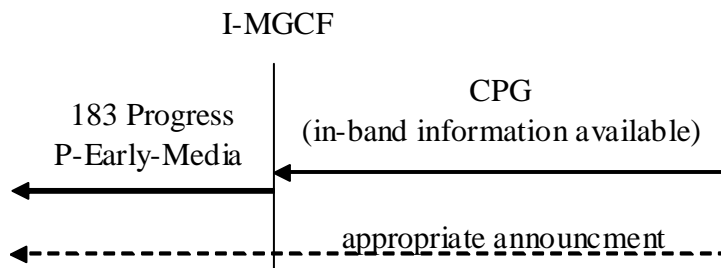 I-MGCF
183 Progress
P-Early-Media
CPG
(in-band information available)
appropriate announcment